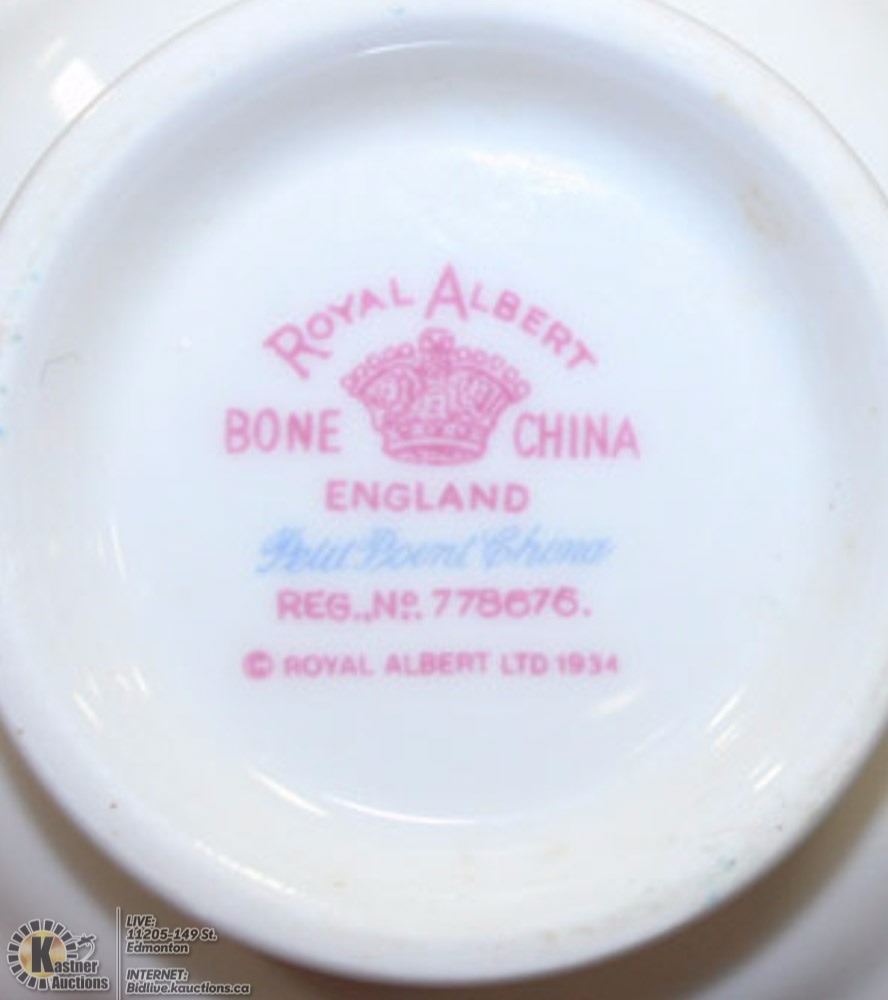 ROYAL ALBERT
BONE CHINA
ENGLAND
Petit Point China
REG., Nº. 778676.
© ROYAL ALBERT LTD 1934
Kastner Auctions
LIVE:
11205-149 St.
Edmonton
INTERNET:
Bidlive.kauctions.ca